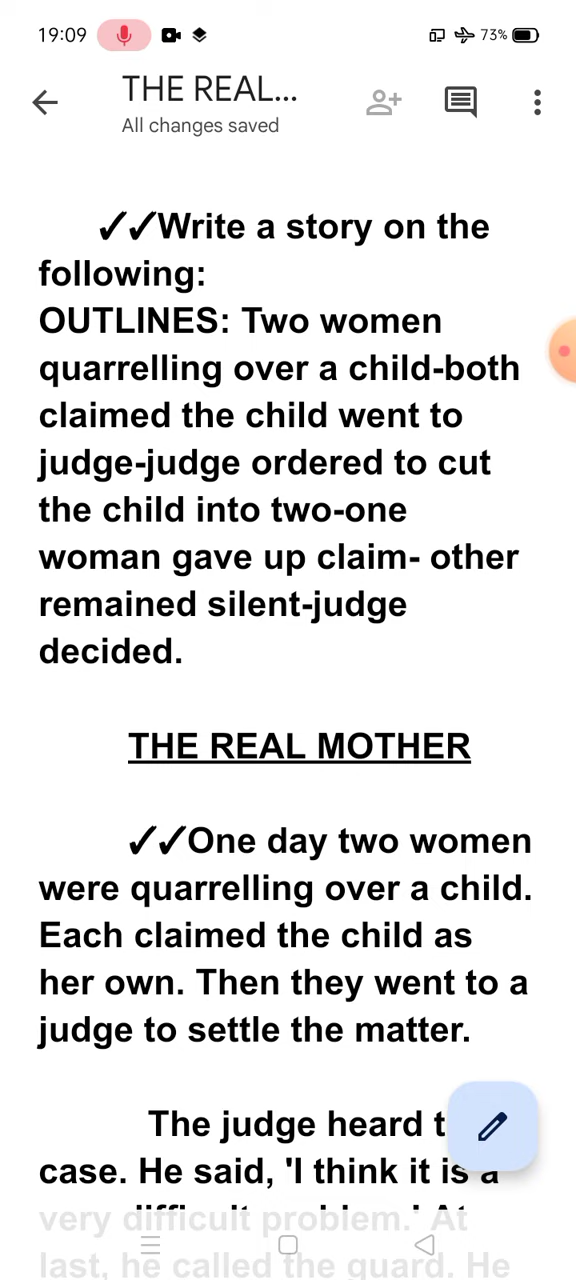 19:09
73%
THE REAL...
All changes saved
✓✓Write a story on the
following:
OUTLINES: Two women
quarrelling over a child-both
claimed the child went to
judge-judge ordered to cut
the child into two-one
woman gave up claim- other
remained silent-judge
decided.
THE REAL MOTHER
✓✓One day two women
were quarrelling over a child.
Each claimed the child as
her own. Then they went to a
judge to settle the matter.
The judge heard
case. He said, 'I think it is a
very difficult problem.' At
last, he called the guard. He